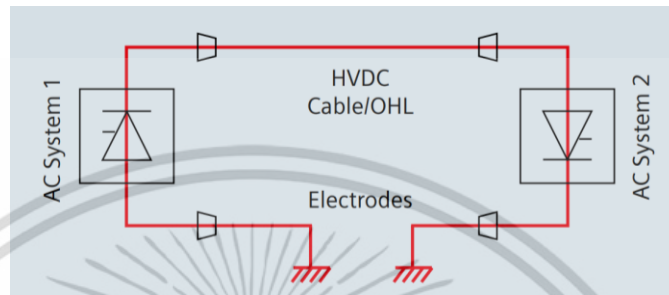 AC System 1
HVDC
Cable/OHL
AC System 2
Electrodes